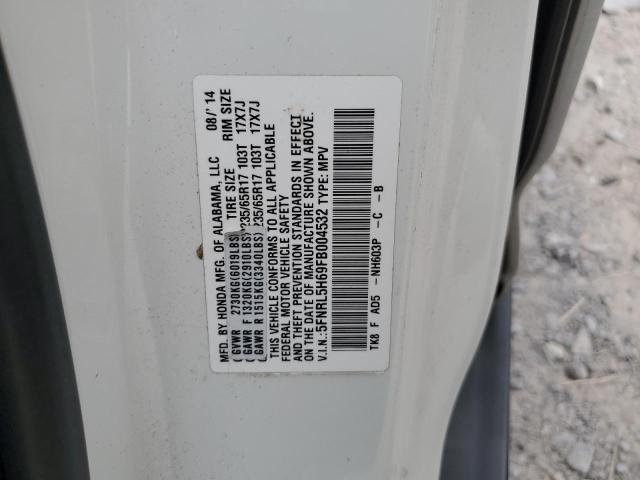 MFD. BY HONDA MFG. OF ALABAMA, LLC 08/'14
TIRE SIZE RIM SIZE
GVWR 2730KG(6019LBS)
GAWR F 1320KG(2910LBS) 235/65R17 103T 17X7J
GAWR R 1515KG(3340LBS) 235/65R17 103T 17X7J
THIS VEHICLE CONFORMS TO ALL APPLICABLE
FEDERAL MOTOR VEHICLE SAFETY
AND THEFT PREVENTION STANDARDS IN EFFECT
ON THE DATE OF MANUFACTURE SHOWN ABOVE.
V.I.N.:5FNRL5H69FB004532 TYPE: MPV
TK8 F AD5 -NH603P -C -B